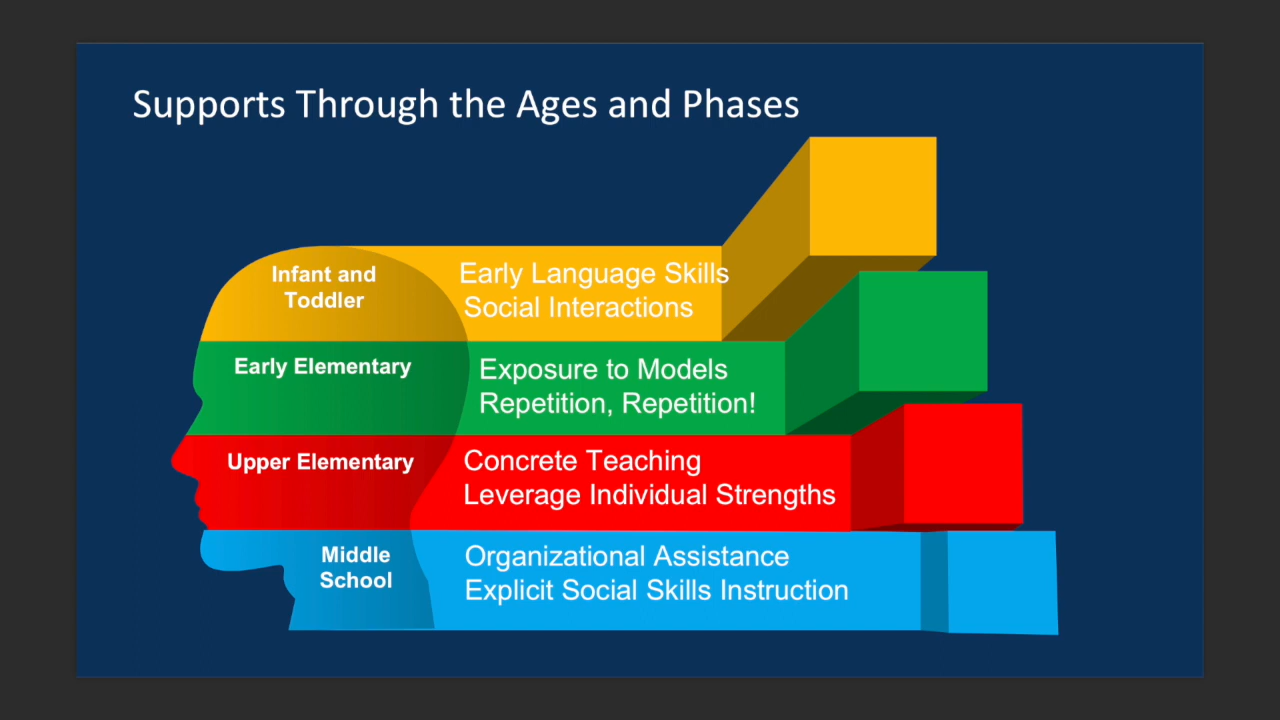 Supports Through the Ages and Phases
Infant and
Toddler
Early Language Skills
Social Interactions
Early Elementary
Exposure to Models
Repetition, Repetition!
Upper Elementary
Concrete Teaching
Leverage Individual Strengths
Middle
School
Organizational Assistance
Explicit Social Skills Instruction